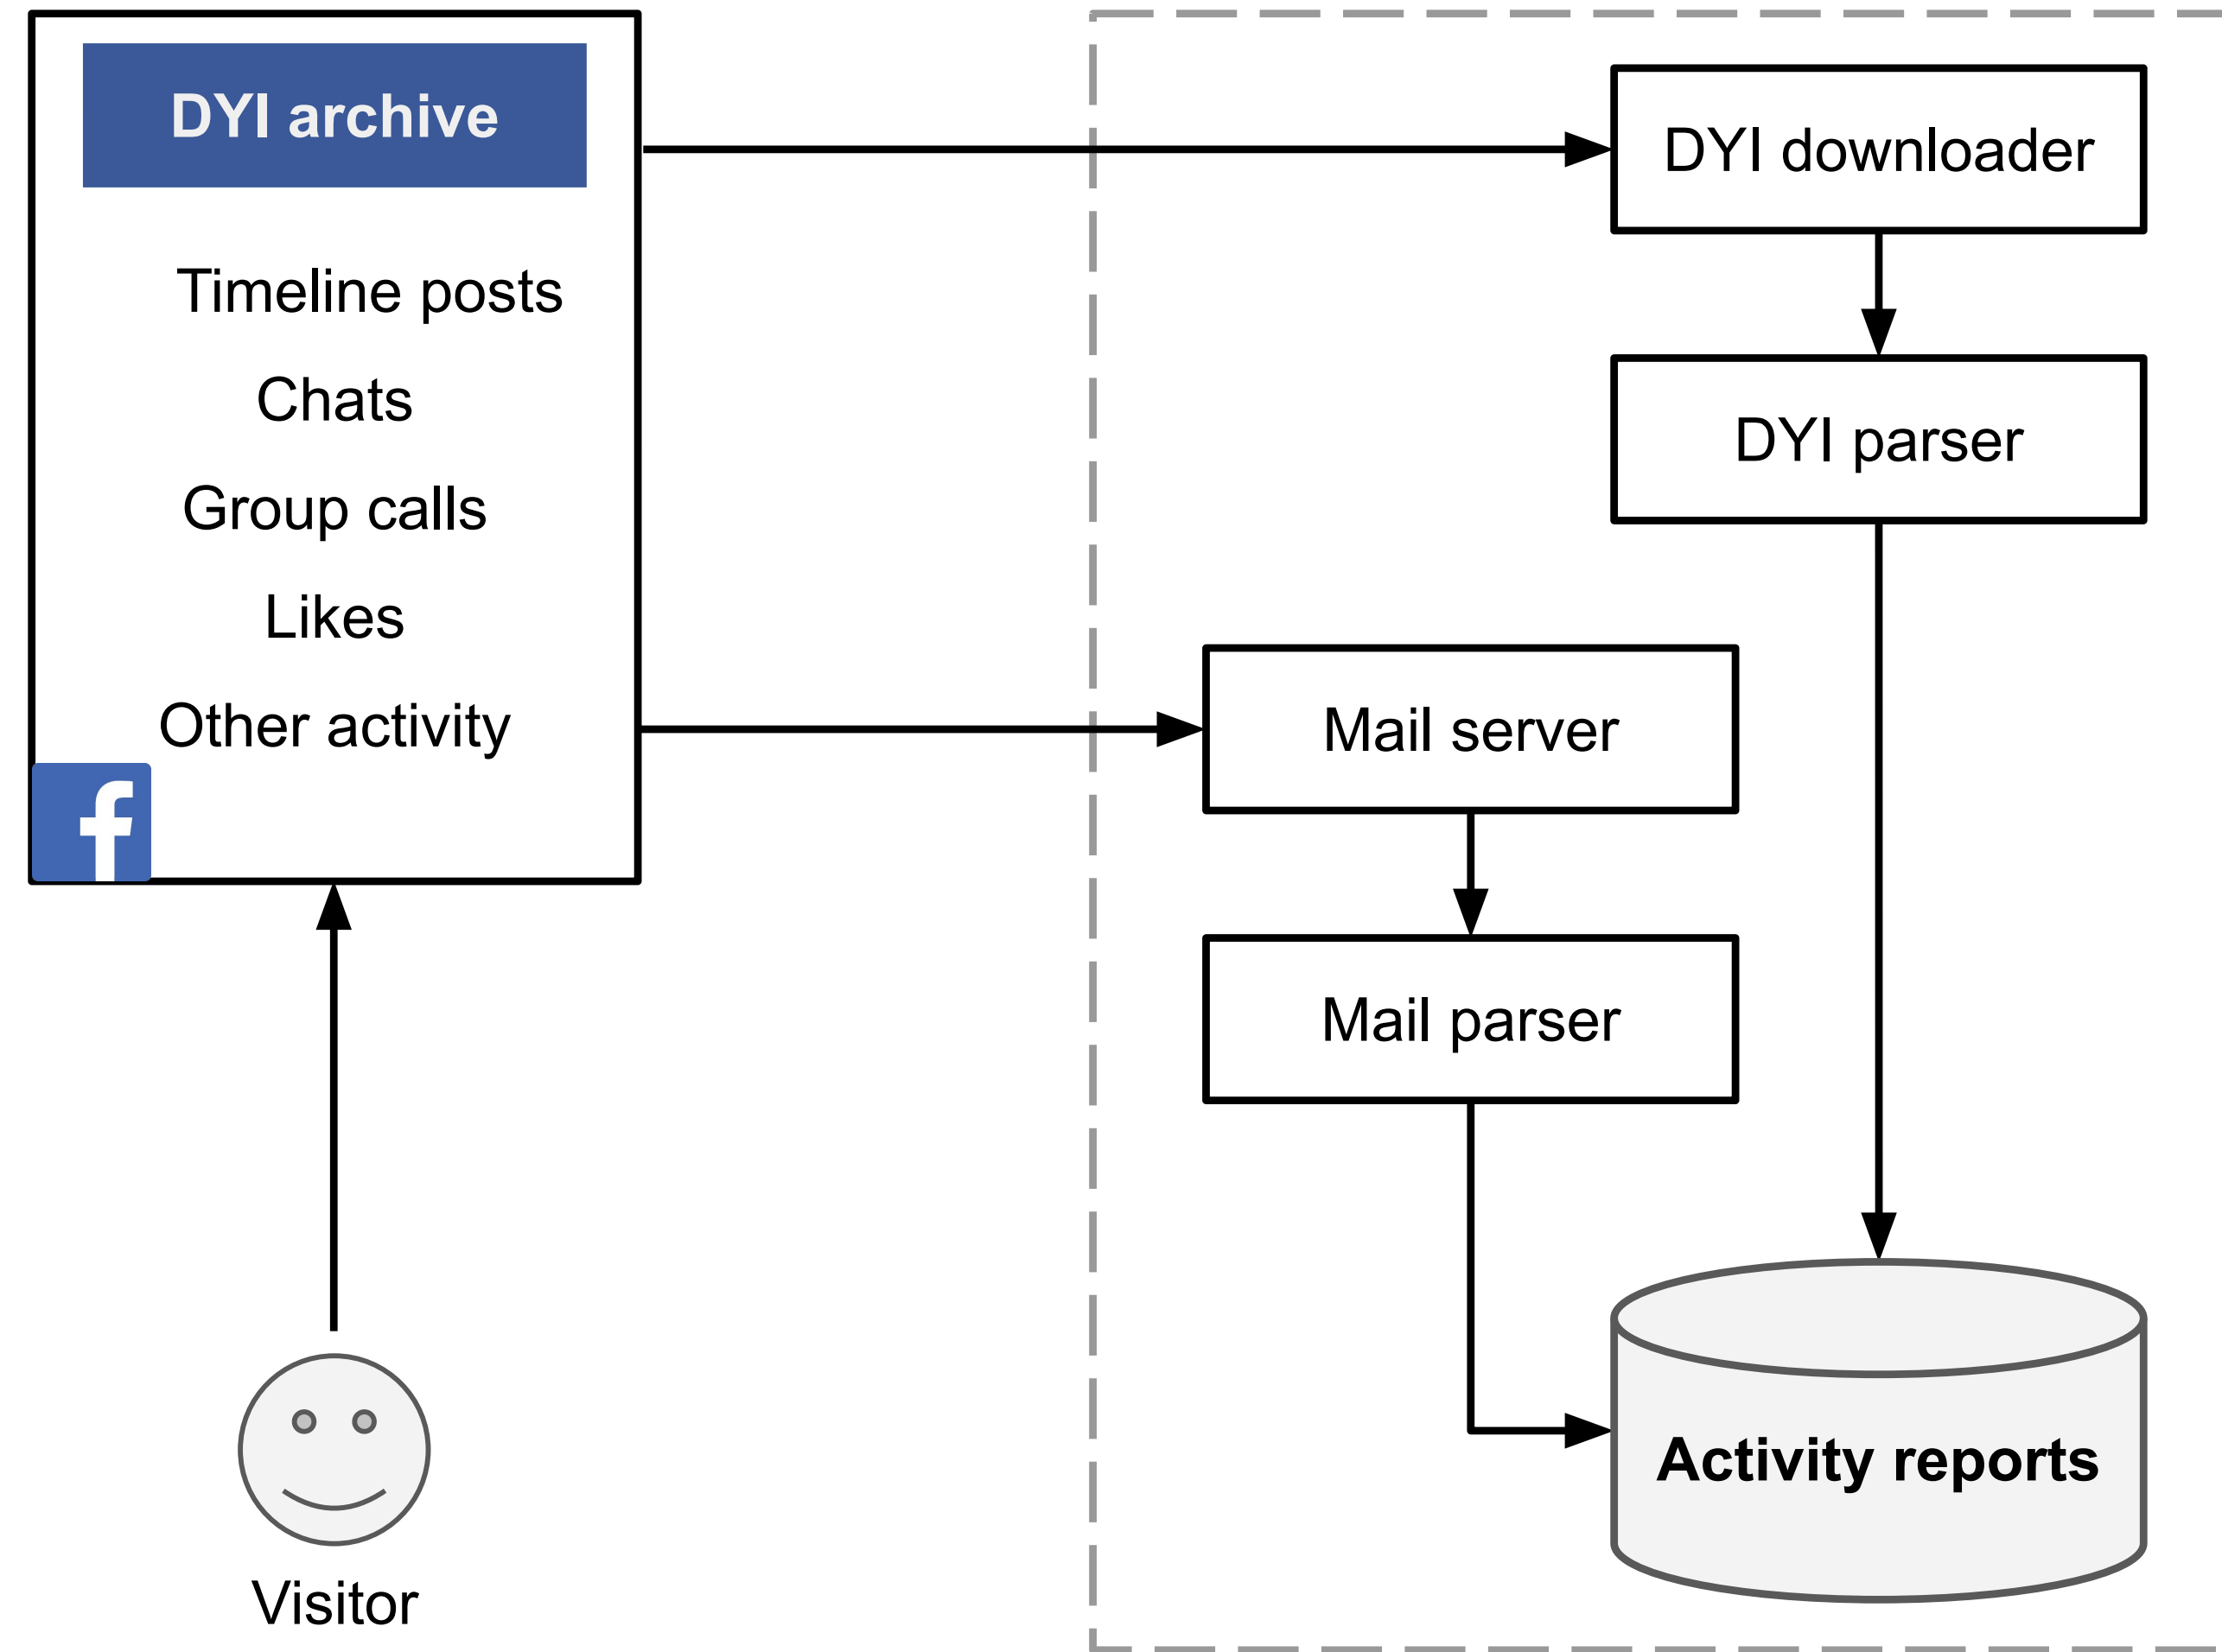 DYI archive
Timeline posts
Chats
Group calls
Likes
Other activity
Visitor
DYI downloader
DYI parser
Mail server
Mail parser
Activity reports